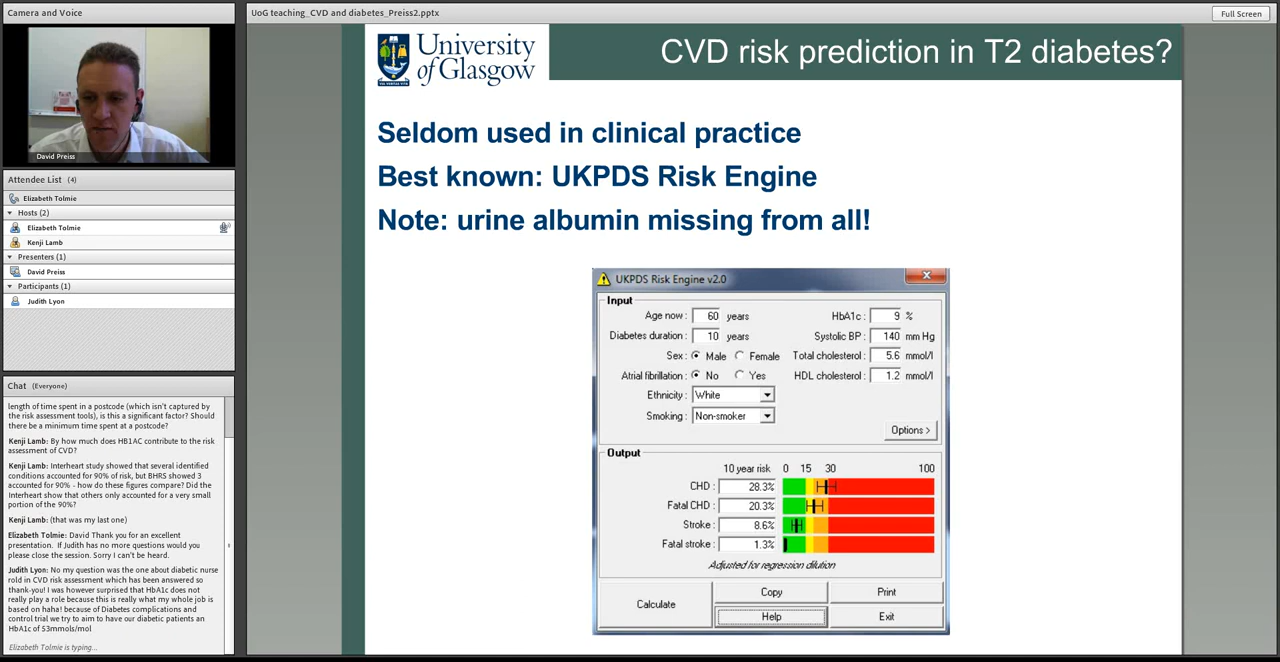 Camera and Voice
David Preiss
Attendee List (4)
Elizabeth Tolmie
Hosts (2)
Elizabeth Tolmie
Kenji Lamb
Presenters (1)
David Preiss
Participants (1)
Judith Lyon
Chat (Everyone)
length of time spent in a postcode (which isn't captured by
the risk assessment tools), is this a significant factor? Should
there be a minimum time spent at a postcode?
Kenji Lamb: By how much does HB1AC contribute to the risk
assessment of CVD?
Kenji Lamb: Interheart study showed that several identified
conditions accounted for 90% of risk, but BHRS showed 3
accounted for 90% - how do these figures compare? Did the
Interheart show that others only accounted for a very small
portion of the 90%?
Kenji Lamb: (that was my last one)
Elizabeth Tolmie: David Thank you for an excellent
presentation. If Judith has no more questions would you
please close the session. Sorry I can't be heard.
Judith Lyon: No my question was the one about diabetic nurse
rold in CVD risk assessment which has been answered so
thank-you! I was however surprised that HbA1c does not
really play a role because this is really what my whole job is
based on haha! because of Diabetes complications and
control trial we try to aim to have our diabetic patients an
HbA1c of 53mmols/mol
Elizabeth Tolmie is typing...
UoG teaching_CVD and diabetes_Preiss2.pptx
Full Screen
University
of Glasgow
CVD risk prediction in T2 diabetes?
Seldom used in clinical practice
Best known: UKPDS Risk Engine
Note: urine albumin missing from all!
UKPDS Risk Engine v2.0
Input
Age now : 60 years HbA1c : 9 %
Diabetes duration : 10 years Systolic BP : 140 mm Hg
Sex : Male Female Total cholesterol : 5.6 mmol/l
Atrial fibrillation : No Yes HDL cholesterol : 1.2 mmol/l
Ethnicity : White
Smoking : Non-smoker
Options >
Output
10 year risk 0 15 30 100
CHD : 28.3%
Fatal CHD : 20.3%
Stroke : 8.6%
Fatal stroke : 1.3%
Adjusted for regression dilution
Calculate Copy Print
Help Exit